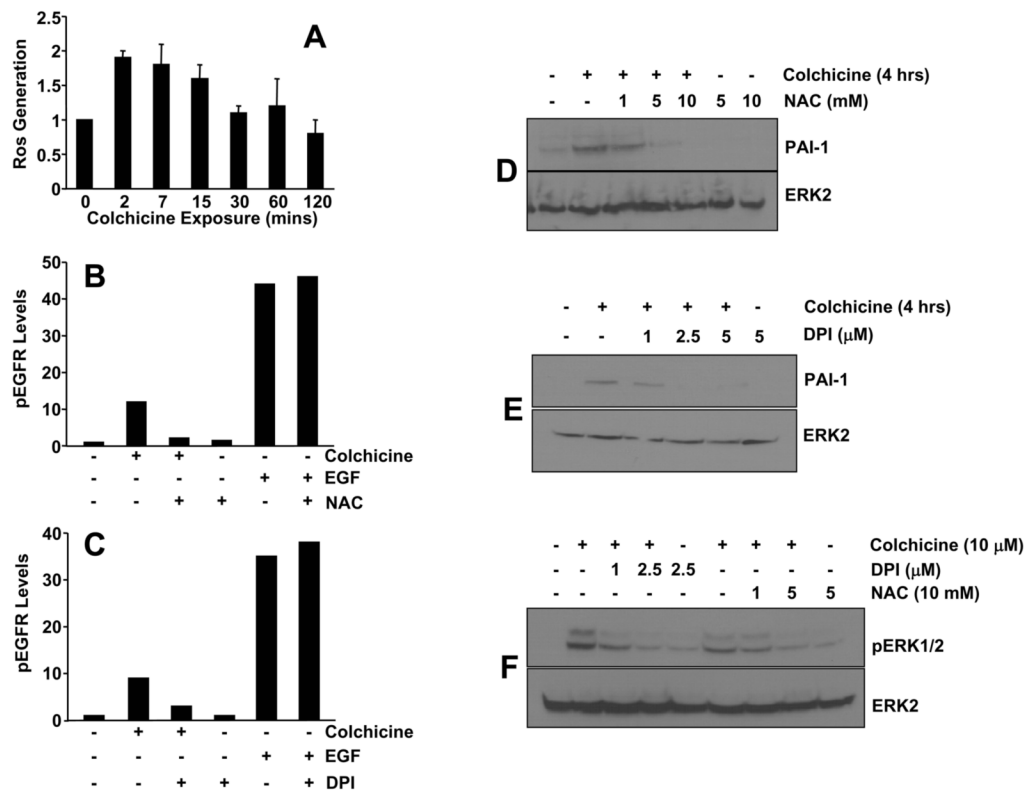 A
Ros Generation
2.5
2
1.5
1
0.5
0
0 2 7 15 30 60 120
Colchicine Exposure (mins)
B
pEGFR Levels
50
40
30
20
10
0
- + + - - - Colchicine
- - - - + + EGF
- - + + - + NAC
C
pEGFR Levels
40
30
20
10
0
- + + - - - Colchicine
- - - - + + EGF
- - + + - + DPI
D
- + + + + - - Colchicine (4 hrs)
- - 1 5 10 5 10 NAC (mM)
PAI-1
ERK2
E
- + + + + - Colchicine (4 hrs)
- - 1 2.5 5 5 DPI (μM)
PAI-1
ERK2
F
- + + + - + + + - Colchicine (10 μM)
- - 1 2.5 2.5 - - - - DPI (μM)
- - - - - - 1 5 5 NAC (10 mM)
pERK1/2
ERK2